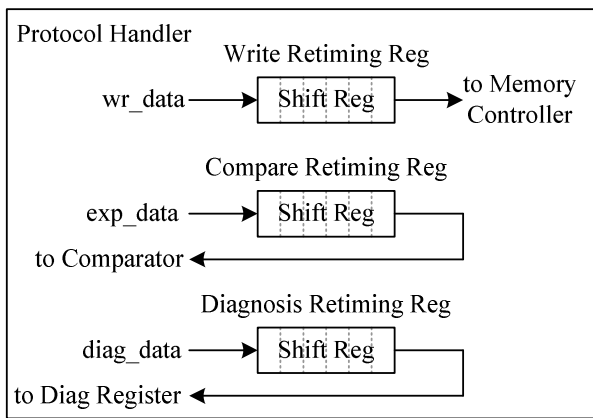 Protocol Handler
Write Retiming Reg
wr_data
Shift Reg
to Memory
Controller
Compare Retiming Reg
exp_data
Shift Reg
to Comparator
Diagnosis Retiming Reg
diag_data
Shift Reg
to Diag Register